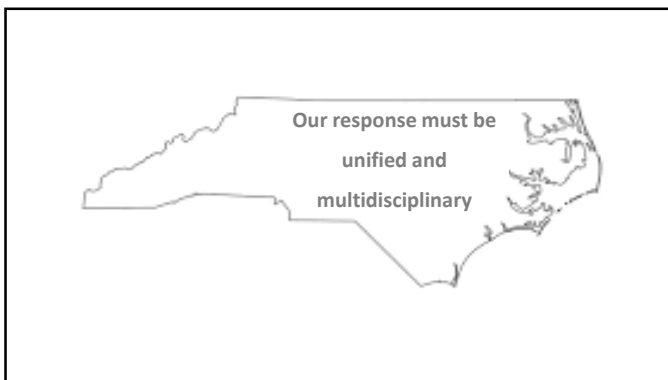 Our response must be
unified and
multidisciplinary